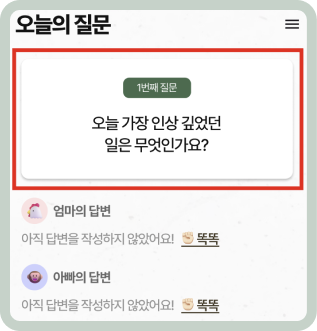 오늘의 질문
1번째 질문
오늘 가장 인상 깊었던
일은 무엇인가요?
엄마의 답변
아직 답변을 작성하지 않았어요! ✊🏻 똑똑
아빠의 답변
아직 답변을 작성하지 않았어요! ✊🏻 똑똑